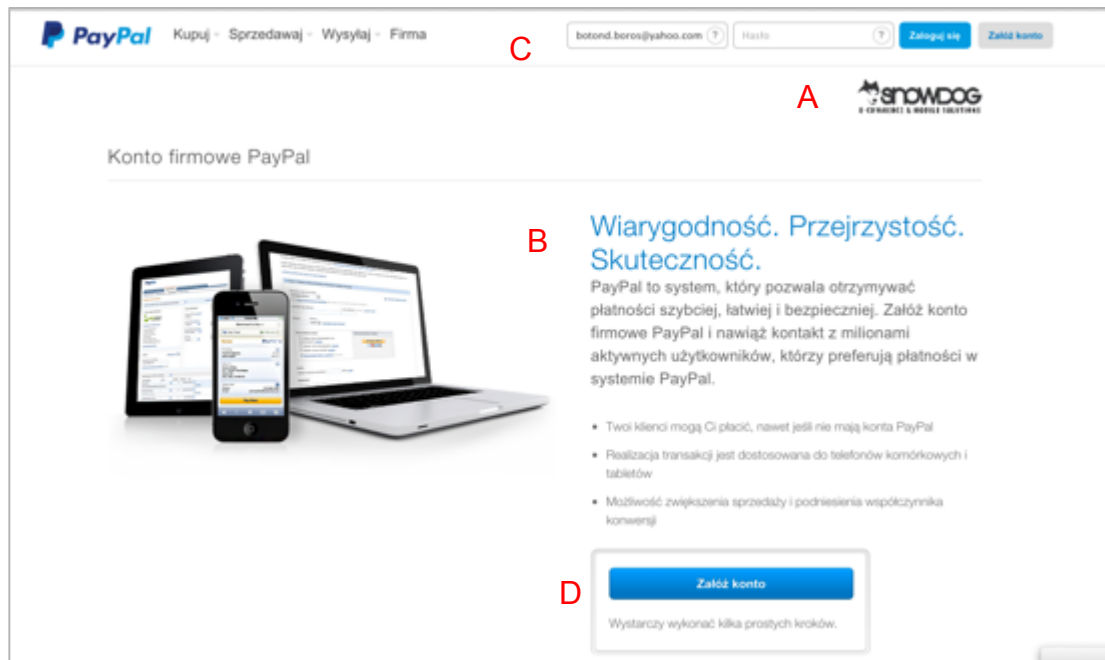 PayPal Kupuj Sprzedawaj Wysyłaj Firma
C
botond.boros@yahoo.com ? Hasło ? Zaloguj się Załóż konto
A
SNOWDOG
E-COMMERCE & MOBILE SOLUTIONS
Konto firmowe PayPal
B
Wiarygodność. Przejrzystość.
Skuteczność.
PayPal to system, który pozwala otrzymywać
płatności szybciej, łatwiej i bezpieczniej. Załóż konto
firmowe PayPal i nawiąż kontakt z milionami
aktywnych użytkowników, którzy preferują płatności w
systemie PayPal.
• Twoi klienci mogą Ci płacić, nawet jeśli nie mają konta PayPal
• Realizacja transakcji jest dostosowana do telefonów komórkowych i
tabletów
• Możliwość zwiększenia sprzedaży i podniesienia współczynnika
konwersji
D
Załóż konto
Wystarczy wykonać kilka prostych kroków.